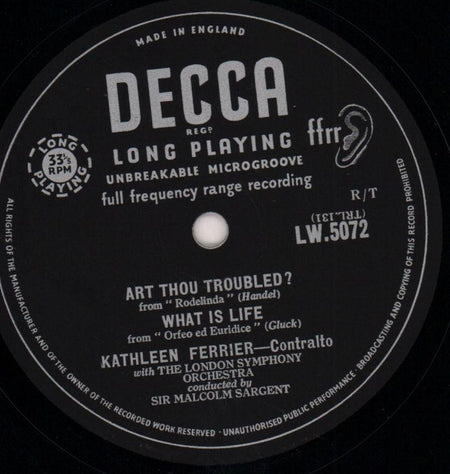 MADE IN ENGLAND
DECCA
REGD
LONG PLAYING
UNBREAKABLE MICROGROOVE
full frequency range recording
ffrr
LONG
33⅓
RPM
PLAYING
R/T
(TRL.131)
LW.5072
ART THOU TROUBLED?
from " Rodelinda " (Handel)
WHAT IS LIFE
from " Orfeo ed Euridice " (Gluck)
KATHLEEN FERRIER—Contralto
with THE LONDON SYMPHONY
ORCHESTRA
conducted by
SIR MALCOLM SARGENT
ALL RIGHTS OF THE MANUFACTURER AND OF THE OWNER OF THE RECORDED WORK RESERVED · UNAUTHORISED PUBLIC PERFORMANCE · BROADCASTING AND COPYING OF THIS RECORD PROHIBITED